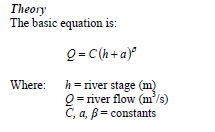 Theory
The basic equation is:
Q = C(h + a)^β
Where: h = river stage (m)
Q = river flow (m³/s)
C, a, β = constants